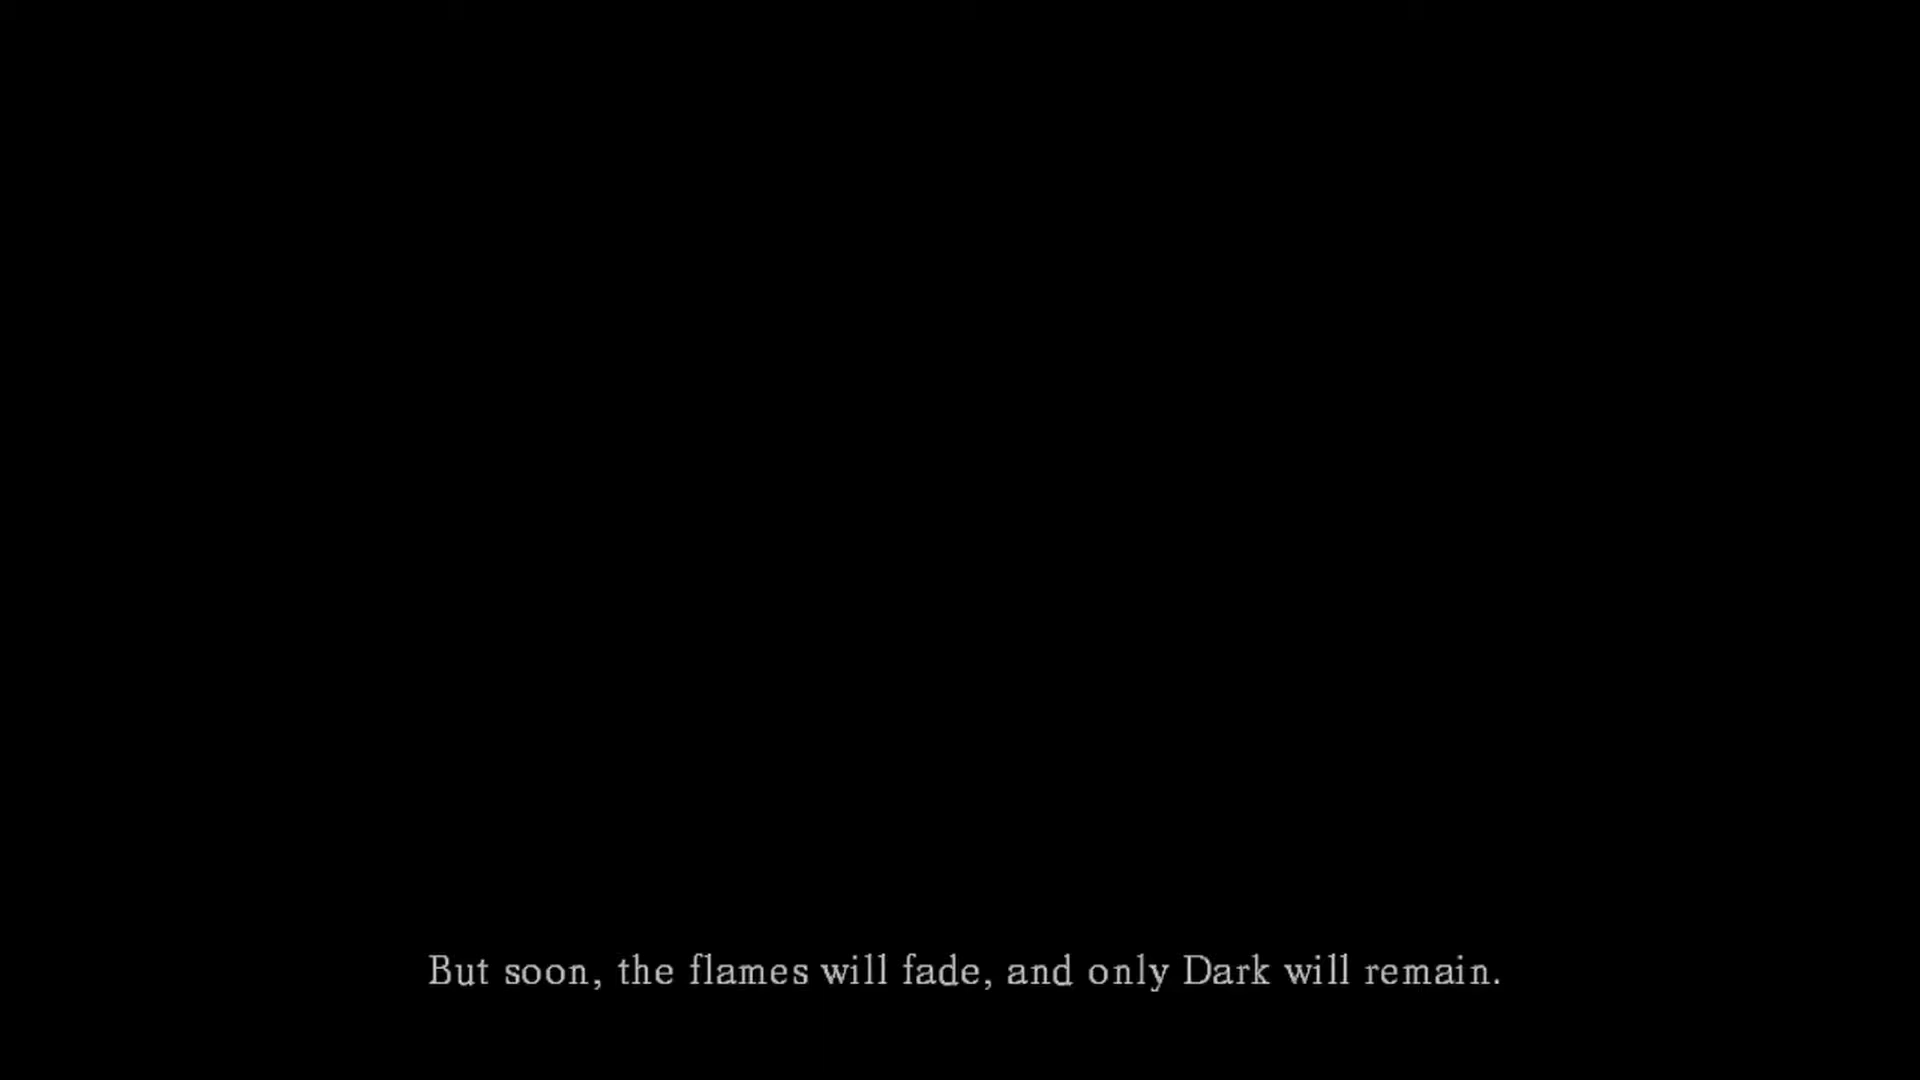 But soon, the flames will fade, and only Dark will remain.